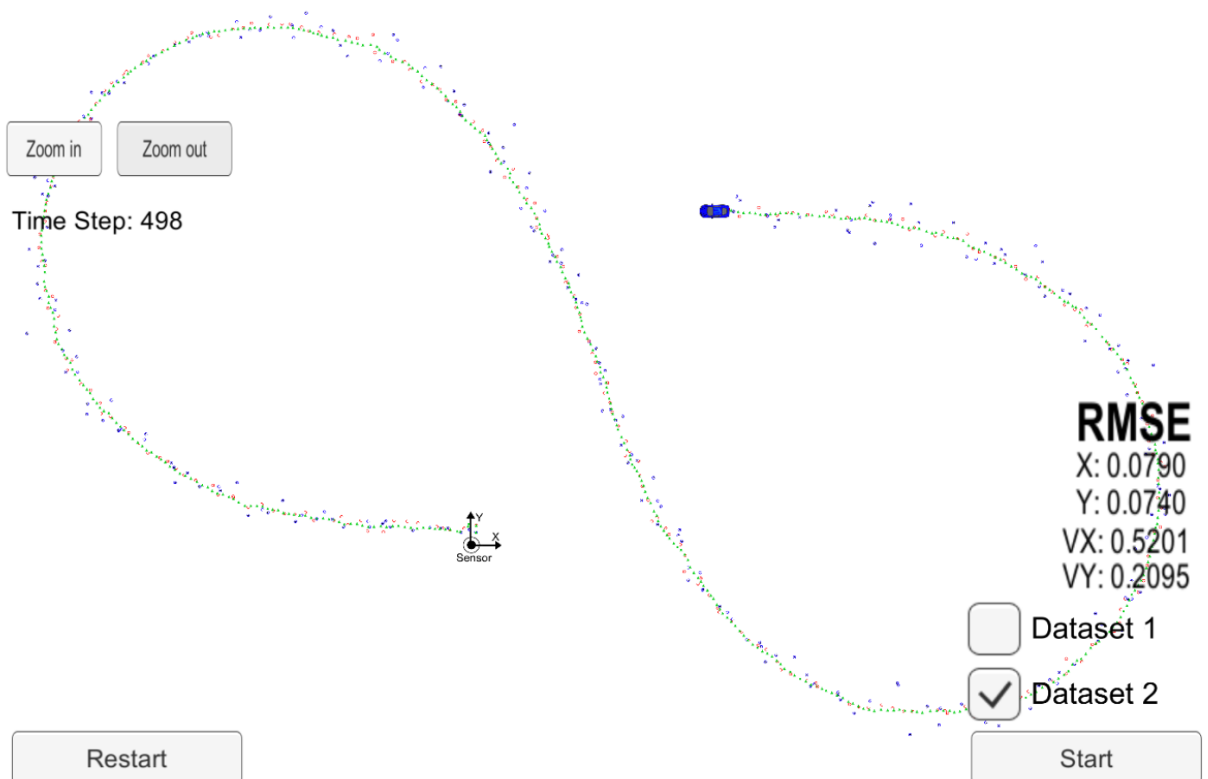 Zoom in
Zoom out
Time Step: 498
Y
X
Sensor
RMSE
X: 0.0790
Y: 0.0740
VX: 0.5201
VY: 0.2095
Dataset 1
Dataset 2
Restart
Start